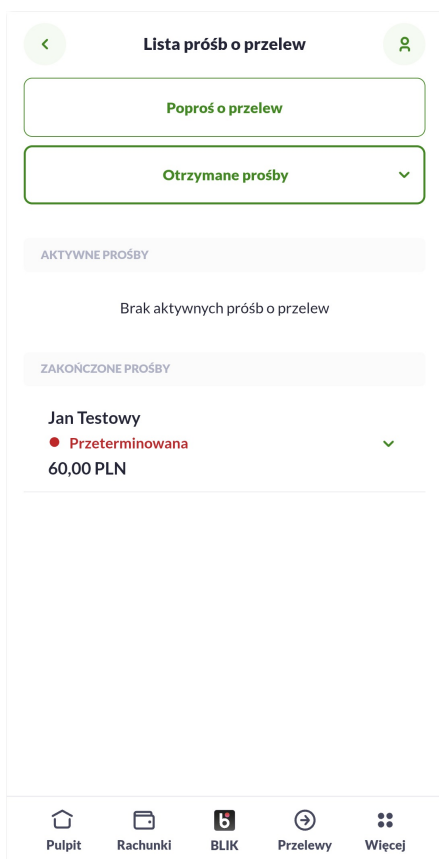 Lista próśb o przelew
Poproś o przelew
Otrzymane prośby
AKTYWNE PROŚBY
Brak aktywnych próśb o przelew
ZAKOŃCZONE PROŚBY
Jan Testowy
Przeterminowana
60,00 PLN
Pulpit Rachunki BLIK Przelewy Więcej